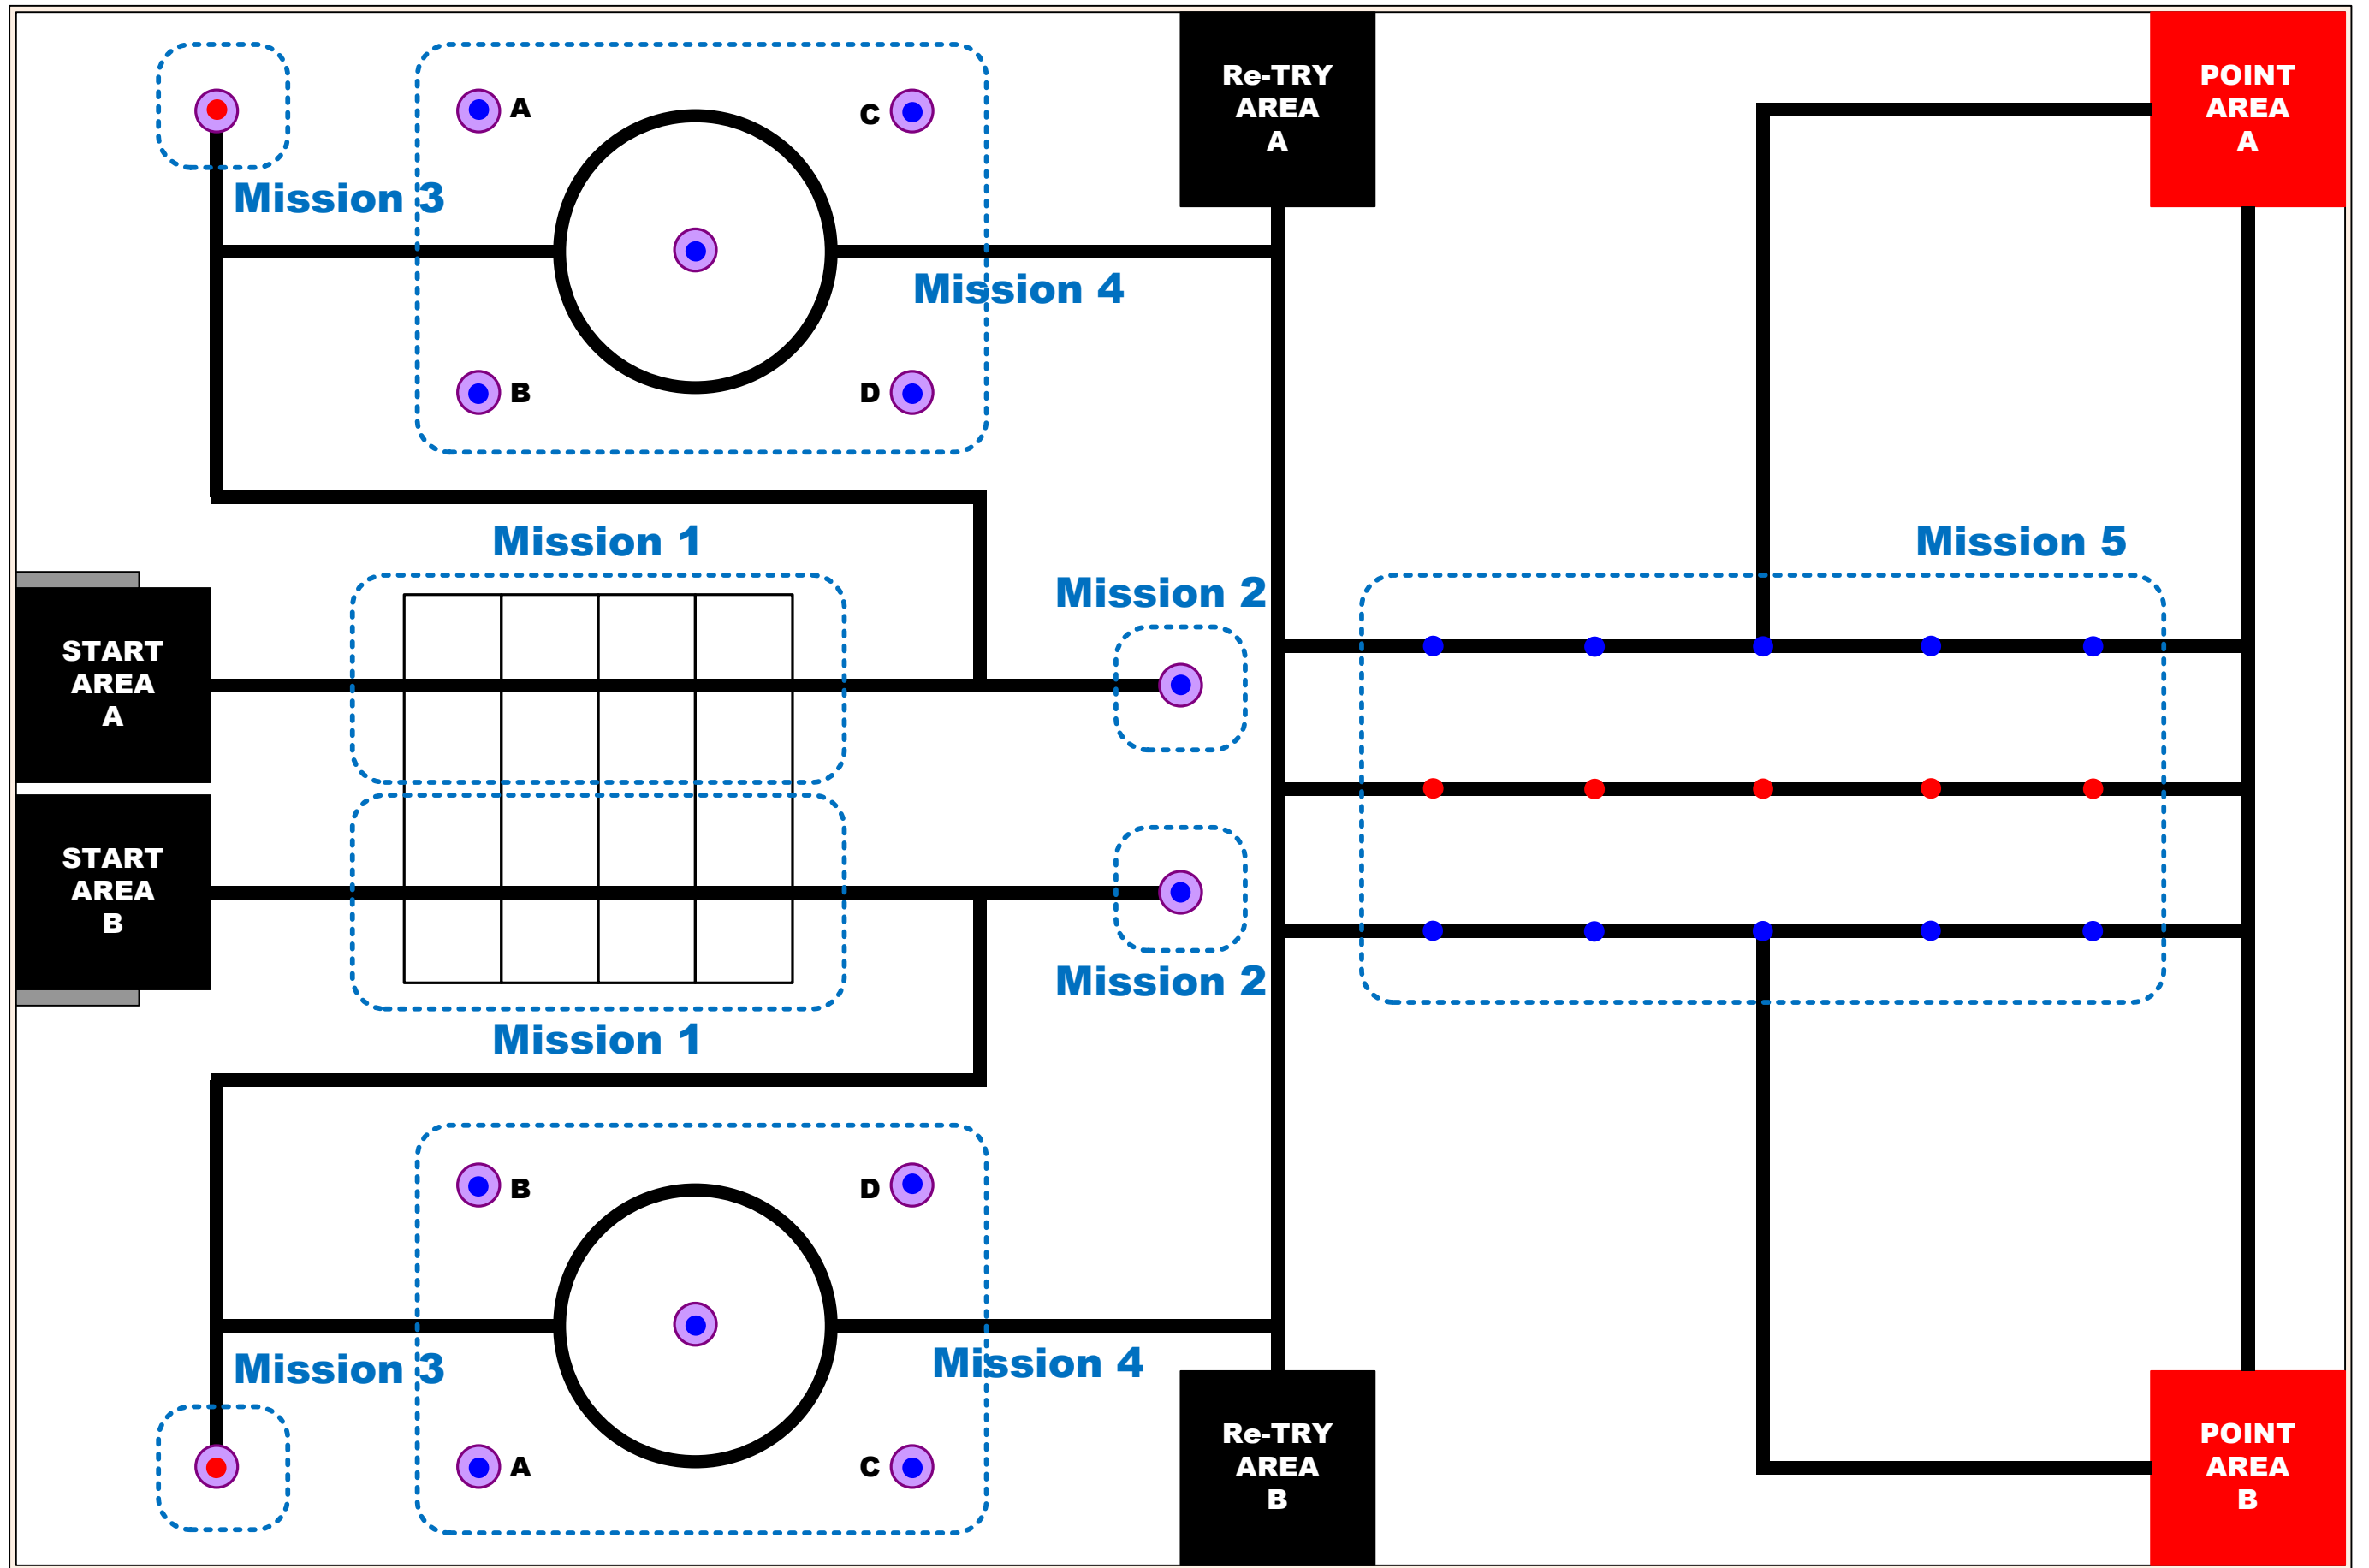 Re-TRY
AREA
A
POINT
AREA
A
A
C
Mission 3
Mission 4
B
D
Mission 1
Mission 5
Mission 2
START
AREA
A
START
AREA
B
Mission 2
Mission 1
B
D
Mission 3
Mission 4
A
C
Re-TRY
AREA
B
POINT
AREA
B